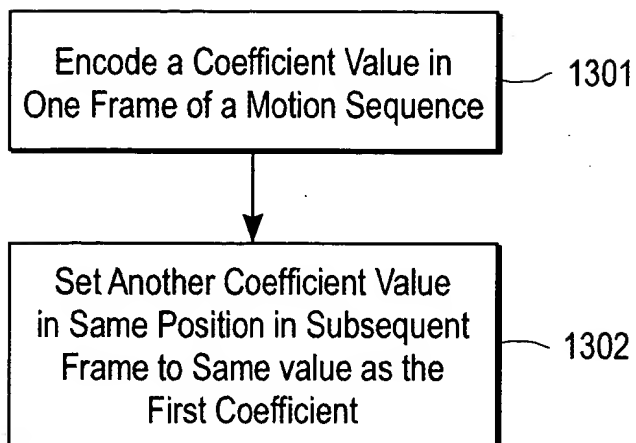 Encode a Coefficient Value in
One Frame of a Motion Sequence
1301
Set Another Coefficient Value
in Same Position in Subsequent
Frame to Same value as the
First Coefficient
1302